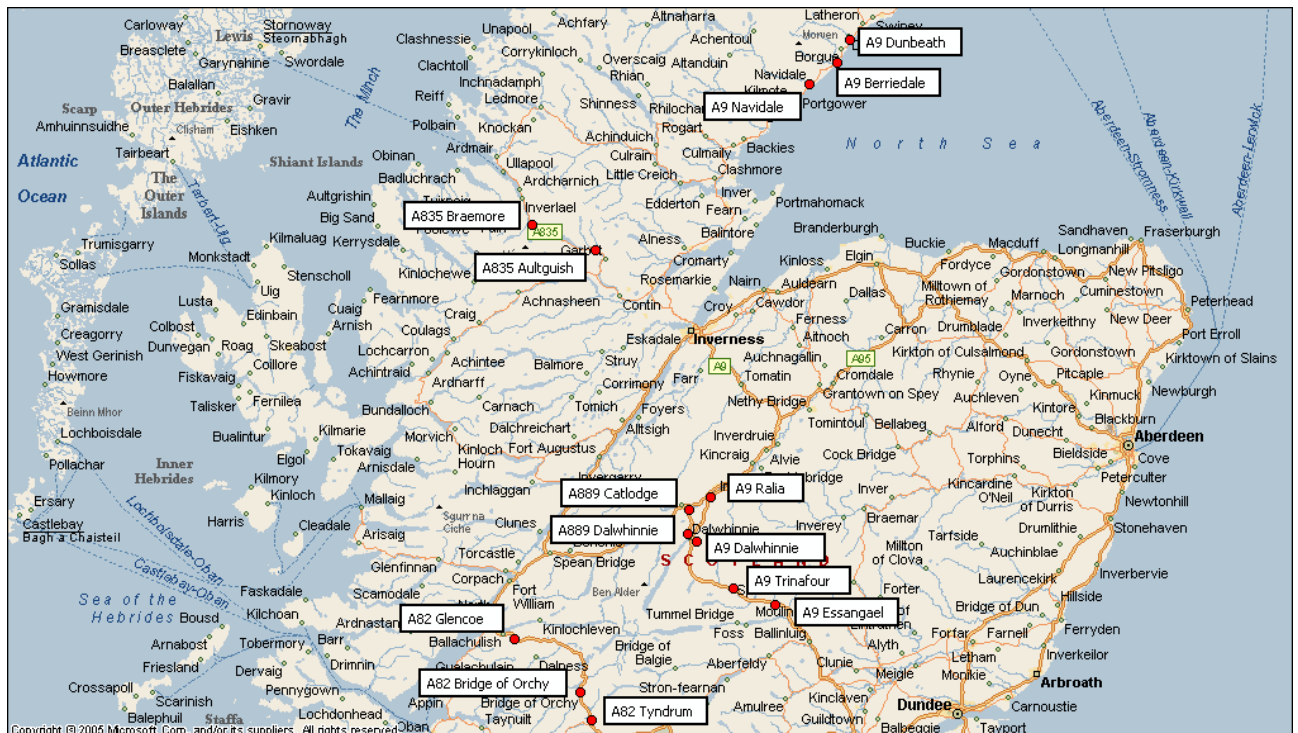 Carloway
Stornoway
Steornabhagh
Lewis
Breasclete
Garynahine
Swordale
Balallan
Gravir
Scarp
Outer Hebrides
Amhuinnsuidhe
Clisham
Eishken
Tairbeart
The Minch
Shiant Islands
Atlantic
Ocean
The
Outer
Islands
Tarbert-Uig
Unapool
Achfary
Altnaharra
Latheron
Swiney
Clashnessie
Corrykinloch
Achentoul
Morven
Borgue
A9 Dunbeath
Clachtoll
Overscaig
Rhian
Altanduin
Inchnadamph
Navidale
A9 Berriedale
Reiff
Ledmore
Shinness
A9 Navidale
Portgower
Polbain
Knockan
Rogart
Achinduich
Ardmair
Backies
Obinan
Ullapool
Culrain
Culmaily
Badluchrach
Ardcharnich
Little Creich
Clashmore
North Sea
Aberdeen-Stromness
Aberdeen-Kirkwall
Aberdeen-Lerwick
Aultgrishin
Inver
Edderton
Fearn
Portmahomack
Big Sand
A835 Braemore
Inverlael
A835
Balintore
Branderburgh
Kerrysdale
Alness
Sandhaven
Fraserburgh
Trumisgarry
Kilmaluag
Buckie
Macduff
Longmanhill
Sollas
Monkstadt
A835 Aultguish
Cromarty
Kinloss
Elgin
Fordyce
Gordonstown
New Pitsligo
Stenscholl
Kinlochewe
Rosemarkie
Nairn
Auldearn
Milltown of
Rothiemay
Cuminestown
Uig
Lusta
Fearnmore
Achnasheen
Contin
Croy
Cawdor
Dallas
Marnoch
Peterhead
Gramisdale
Edinbain
Cuaig
Arnish
Craig
Ferness
Inverkeithny
New Deer
Creagorry
Colbost
Coulags
Eskadale
Inverness
Aitnoch
Carron
Drumblade
Port Erroll
West Gerinish
Dunvegan
Roag
Skeabost
Lochcarron
Auchnagallin
A95
Kirkton of Culsalmond
Gordonstown
Kirktown of Slains
Coillore
Achintee
Balmore
Struy
A9
Howmore
Fiskavaig
Achintraid
Ardnarff
Corrimony
Farr
Tomatin
Cromdale
Rhynie
Oyne
Pitcaple
Newburgh
Beinn Mhor
Talisker
Fernilea
Bundalloch
Carnach
Tomich
Foyers
Nethy Bridge
Grantown on Spey
Auchleven
Kinmuck
Lochboisdale
Bualintur
Kilmarie
Morvich
Dalchreichart
Altsigh
Tomintoul
Bellabeg
Alford
Kintore
Blackburn
Dunecht
Inverdruie
Aberdeen
Pollachar
Inner
Hebrides
Elgol
Tokavaig
Arnisdale
Kinloch
Hourn
Fort Augustus
Kincraig
Alvie
Cock Bridge
Torphins
Bieldside
Cove
Kilmory
Kinloch
Invergarry
Peterculter
Ersary
Mallaig
Inchlaggan
A889 Catlodge
A9 Ralia
Inver
Kincardine
O'Neil
Kirkton
of Durris
Newtonhill
Harris
Cleadale
Sgurr na
Ciche
Clunes
A889 Dalwhinnie
Dalwhinnie
Inverey
Braemar
Drumlithie
Stonehaven
Castlebay
Bagh a Chaisteil
Arisaig
Tarfside
Lochboisdale-Oban
Castlebay-Oban
Torcastle
Spean Bridge
A9 Dalwhinnie
SCOTLAND
Milton
of Clova
Auchinblae
Glenfinnan
Corpach
Fort
William
Ben Alder
A9 Trinafour
Forter
Laurencekirk
Inverbervie
Sea of the
Hebrides
Faskadale
Scamodale
Bousd
Kilchoan
A82 Glencoe
Tummel Bridge
A9 Essangael
Bridge of Dun
Hillside
Arnabost
Tobermory
Barr
Ballachulish
Kinlochleven
Foss
Ballinluig
Alyth
Forfar
Farnell
Ferryden
Friesland
Dervaig
Drimnin
Dalness
Bridge of
Balgie
Aberfeldy
Clunie
Letham
Inverkeilor
Crossapoll
Pennygown
A82 Bridge of Orchy
Stron-fearnan
Meigle
Monikie
Arbroath
Scarinish
Appin
Bridge of Orchy
Kinclaven
Carnoustie
Balephuil
Staffa
Lochdonhead
Taynuilt
A82 Tyndrum
Amulree
Guildtown
Dundee
Oban
Balbeggie
Tayport
Copyright © 2005 Microsoft Corp. and/or its suppliers. All rights reserved.